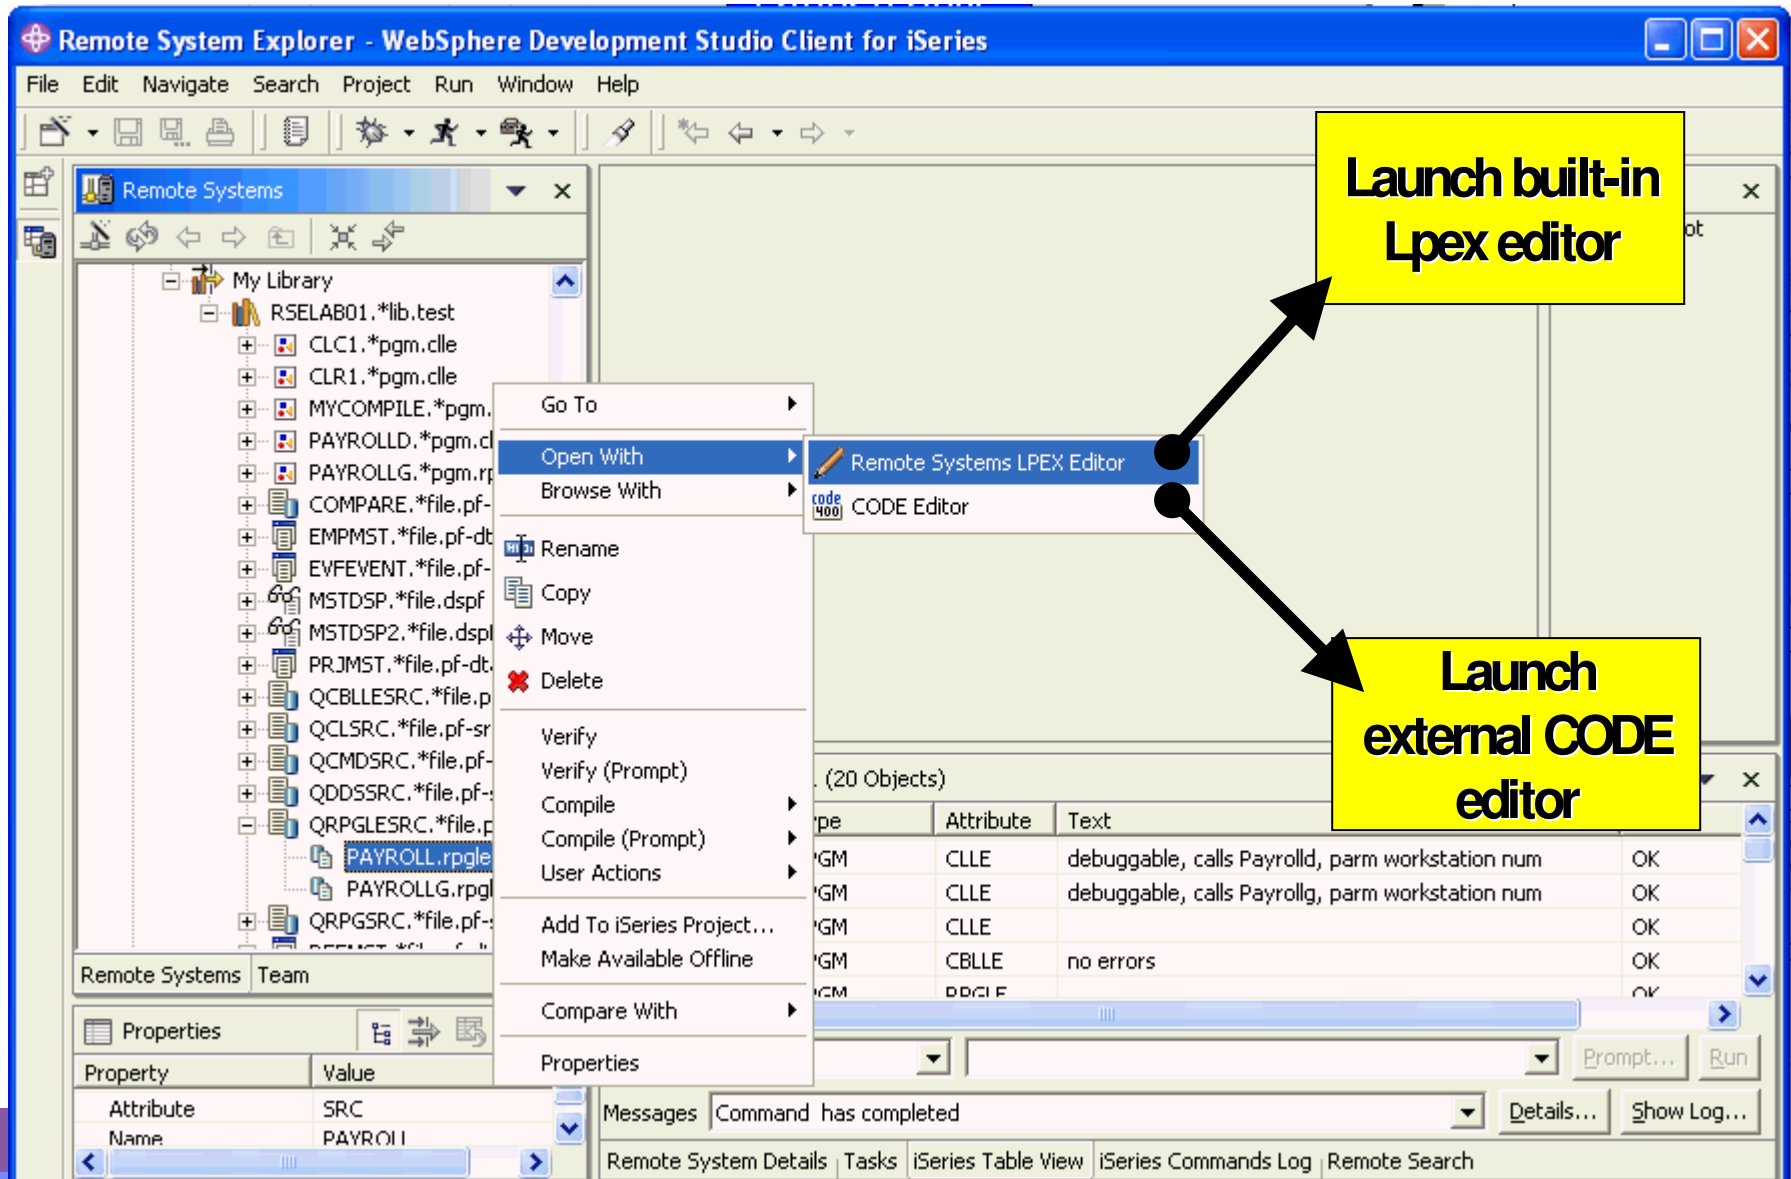 Remote System Explorer - WebSphere Development Studio Client for iSeries
File Edit Navigate Search Project Run Window Help
Launch built-in
Lpex editor
Remote Systems
My Library
RSELAB01.*lib.test
CLC1.*pgm.clle
CLR1.*pgm.clle
MYCOMPILE.*pgm.
PAYROLLD.*pgm.cl
PAYROLLG.*pgm.rp
COMPARE.*file.pf-
EMPMST.*file.pf-dt
EVFEVENT.*file.pf-
MSTDSP.*file.dspf
MSTDSP2.*file.dspf
PRJMST.*file.pf-dt
QCBLLESRC.*file.p
QCLSRC.*file.pf-sr
QCMDSRC.*file.pf-
QDDSSRC.*file.pf-s
QRPGLESRC.*file.p
PAYROLL.rpgle
PAYROLLG.rpgl
QRPGSRC.*file.pf-s
Remote Systems Team
Go To
Open With
Browse With
Rename
Copy
Move
Delete
Verify
Verify (Prompt)
Compile
Compile (Prompt)
User Actions
Add To iSeries Project...
Make Available Offline
Compare With
Properties
Remote Systems LPEX Editor
code
400
CODE Editor
Launch
external CODE
editor
(20 Objects)
pe Attribute Text
GM CLLE debuggable, calls Payrolld, parm workstation num OK
GM CLLE debuggable, calls Payrollg, parm workstation num OK
GM CLLE OK
GM CBLLE no errors OK
GM RPGLE OK
Prompt... Run
Messages Command has completed Details... Show Log...
Remote System Details Tasks iSeries Table View iSeries Commands Log Remote Search
Properties
Property Value
Attribute SRC
Name PAYROLL